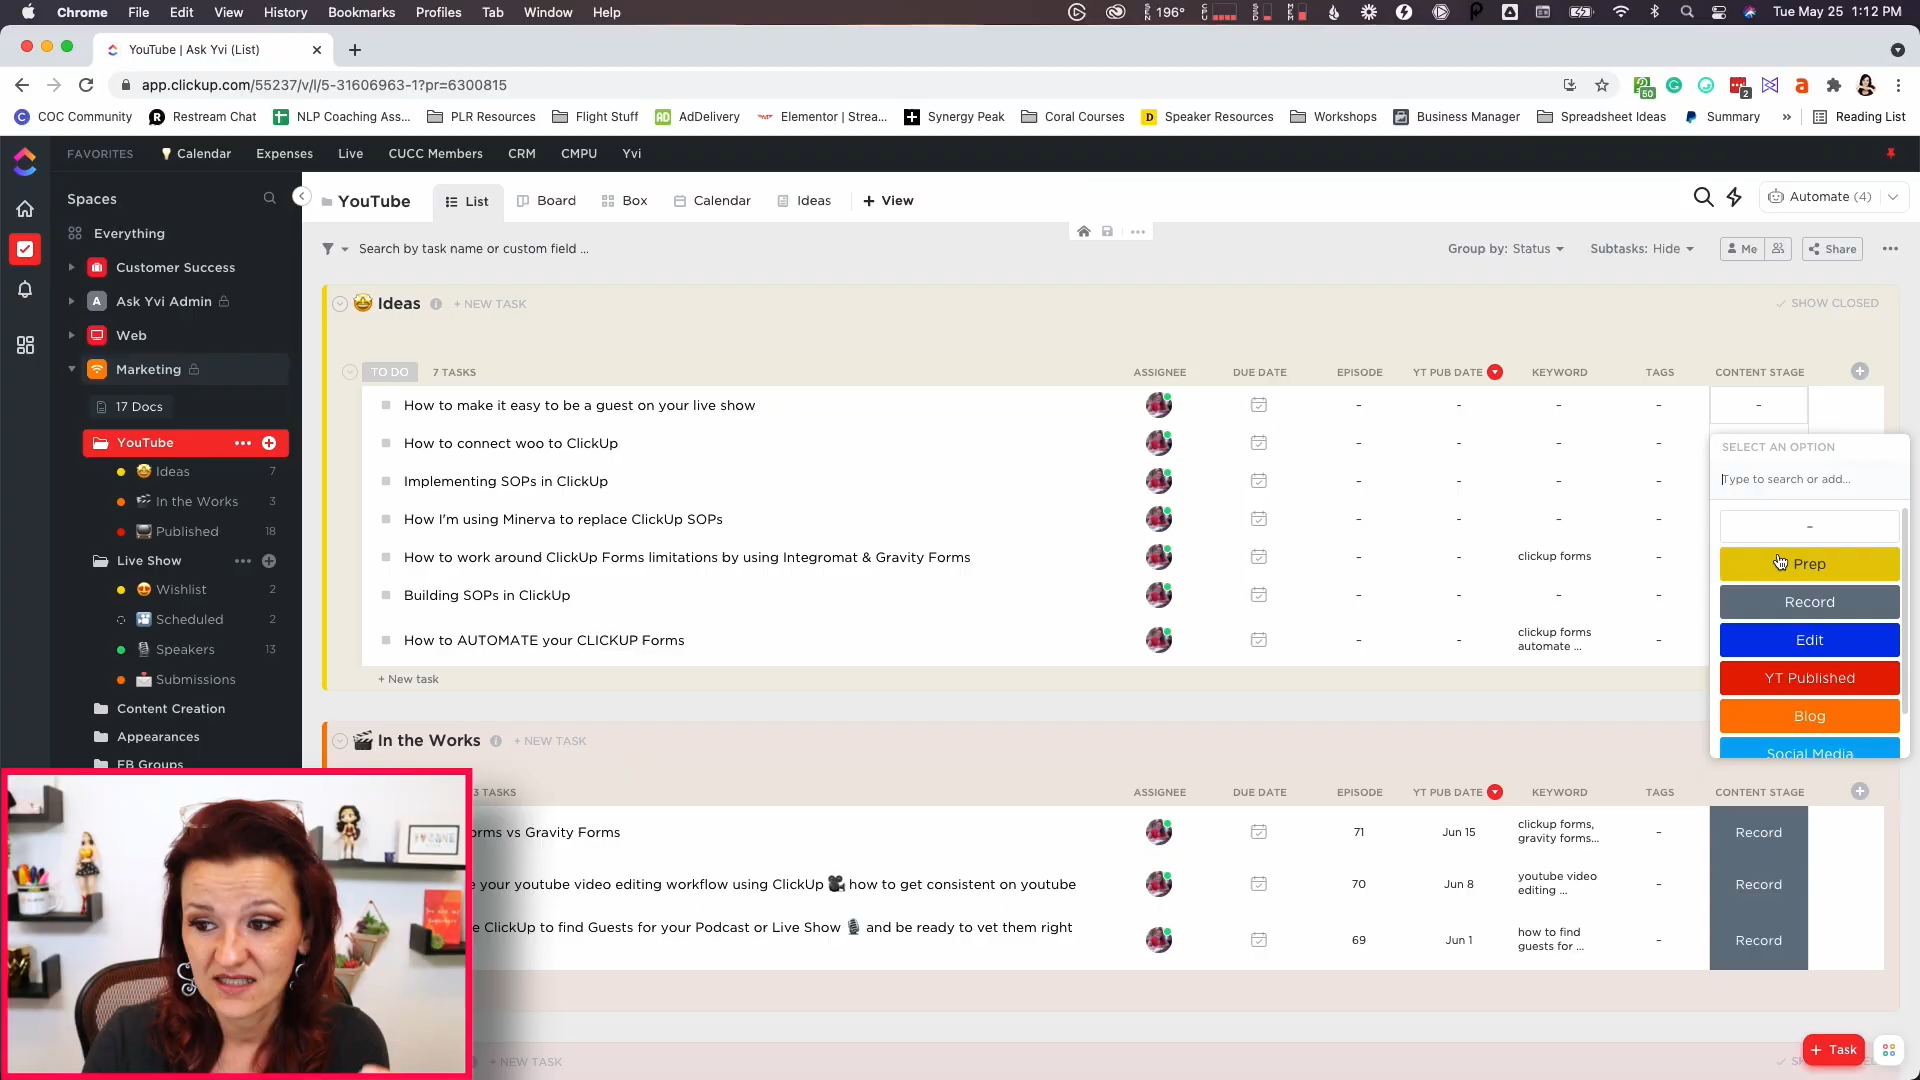 Chrome File Edit View History Bookmarks Profiles Tab Window Help
196° Tue May 25 1:12 PM
YouTube | Ask Yvi (List)
app.clickup.com/55237/v/l/5-31606963-1?pr=6300815
50 2
COC Community Restream Chat NLP Coaching Ass... PLR Resources Flight Stuff AdDelivery Elementor | Strea... Synergy Peak Coral Courses Speaker Resources Workshops Business Manager Spreadsheet Ideas Summary » Reading List
FAVORITES Calendar Expenses Live CUCC Members CRM CMPU Yvi
Spaces
Everything
Customer Success
A Ask Yvi Admin
Web
Marketing
17 Docs
YouTube
Ideas 7
In the Works 3
Published 18
Live Show
Wishlist 2
Scheduled 2
Speakers 13
Submissions
Content Creation
Appearances
FB Groups
YouTube List Board Box Calendar Ideas + View
Automate (4)
Search by task name or custom field ...
Group by: Status Subtasks: Hide Me Share
Ideas + NEW TASK SHOW CLOSED
TO DO 7 TASKS ASSIGNEE DUE DATE EPISODE YT PUB DATE KEYWORD TAGS CONTENT STAGE
How to make it easy to be a guest on your live show - - - - -
How to connect woo to ClickUp - - - -
Implementing SOPs in ClickUp - - - -
How I'm using Minerva to replace ClickUp SOPs - - - -
How to work around ClickUp Forms limitations by using Integromat & Gravity Forms - - clickup forms -
Building SOPs in ClickUp - - - -
How to AUTOMATE your CLICKUP Forms - - clickup forms automate ... -
+ New task
SELECT AN OPTION
Type to search or add...
-
Prep
Record
Edit
YT Published
Blog
Social Media
In the Works + NEW TASK
3 TASKS ASSIGNEE DUE DATE EPISODE YT PUB DATE KEYWORD TAGS CONTENT STAGE
orms vs Gravity Forms 71 Jun 15 clickup forms, gravity forms... - Record
your youtube video editing workflow using ClickUp how to get consistent on youtube 70 Jun 8 youtube video editing ... - Record
e ClickUp to find Guests for your Podcast or Live Show and be ready to vet them right 69 Jun 1 how to find guests for ... - Record
+ NEW TASK
+ Task